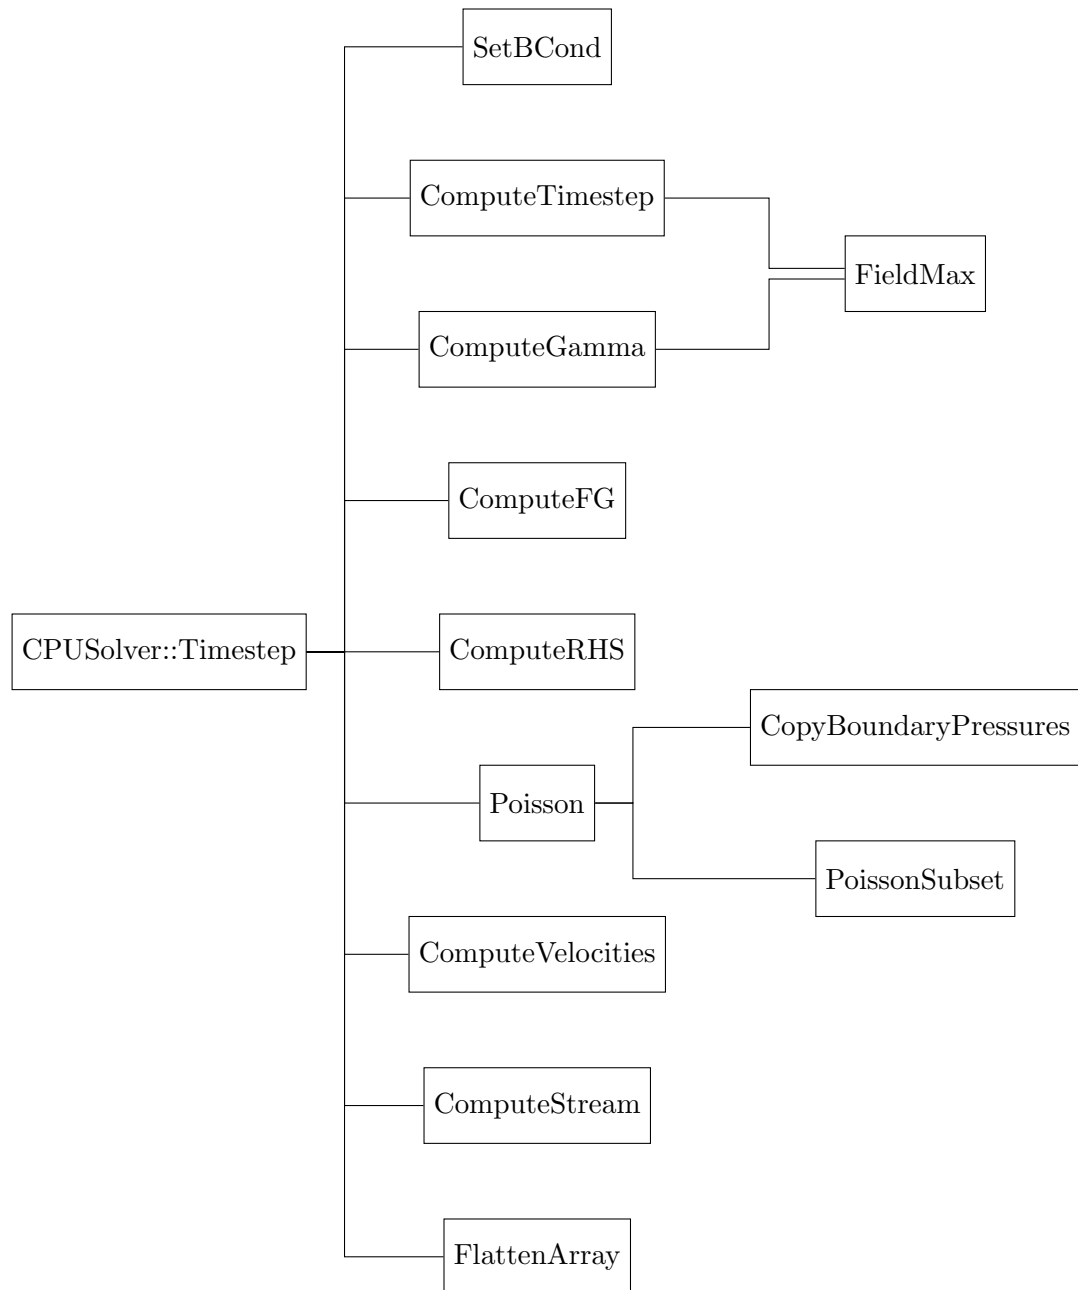 SetBCond
ComputeTimestep
FieldMax
ComputeGamma
ComputeFG
CPUSolver::Timestep
ComputeRHS
CopyBoundaryPressures
Poisson
PoissonSubset
ComputeVelocities
ComputeStream
FlattenArray